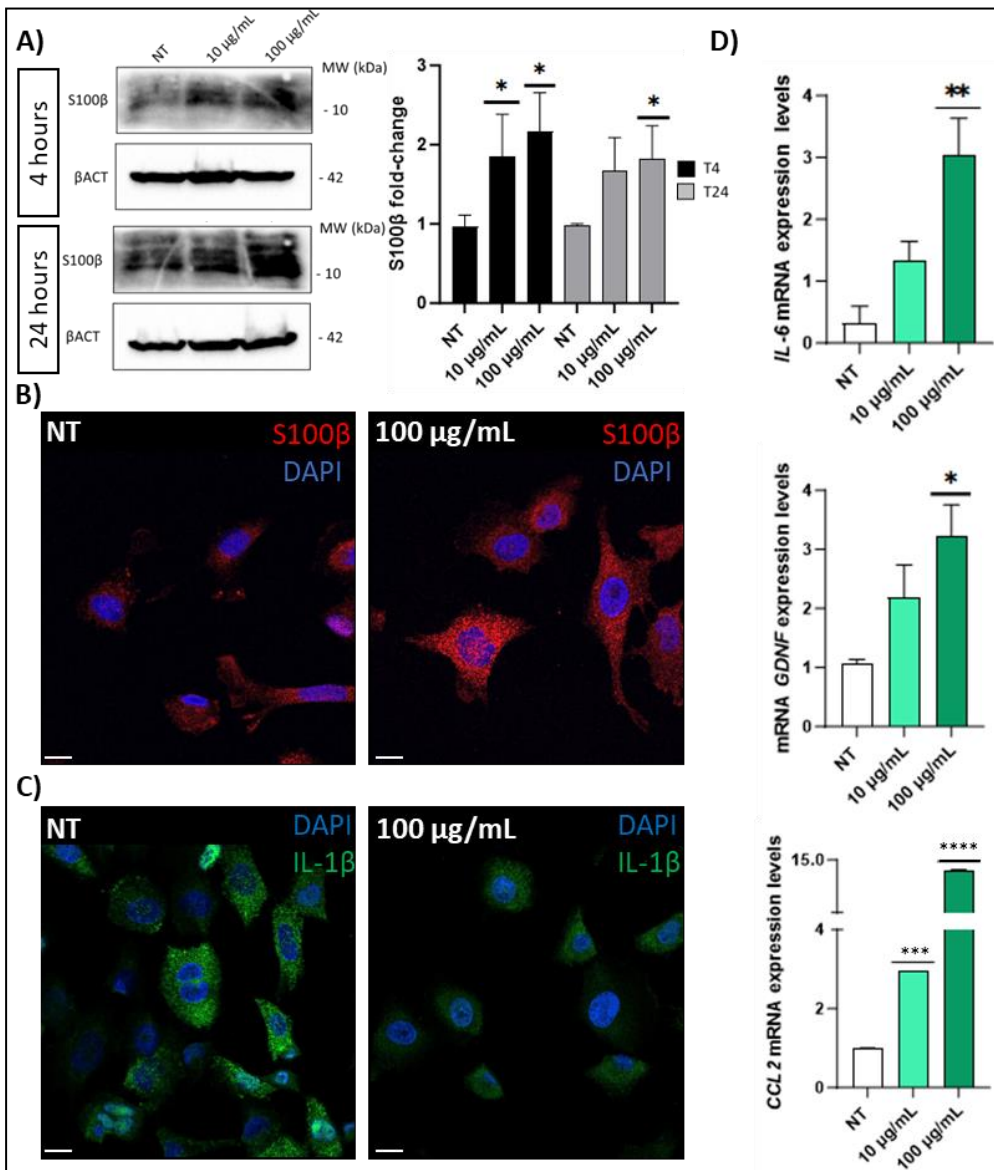 A)
NT
10 µg/mL
100 µg/mL
MW (kDa)
4 hours
S100β
- 10
βACT
- 42
MW (kDa)
24 hours
S100β
- 10
βACT
- 42
S100β fold-change
3
2
1
0
*
*
*
T4
T24
NT
10 µg/mL
100 µg/mL
NT
10 µg/mL
100 µg/mL
B)
NT
S100β
DAPI
100 µg/mL
S100β
DAPI
C)
NT
DAPI
IL-1β
100 µg/mL
DAPI
IL-1β
D)
IL-6 mRNA expression levels
4
3
2
1
0
**
NT
10 µg/mL
100 µg/mL
mRNA GDNF expression levels
4
3
2
1
0
*
NT
10 µg/mL
100 µg/mL
CCL2 mRNA expression levels
15.0
4
2
0
***
****
NT
10 µg/mL
100 µg/mL